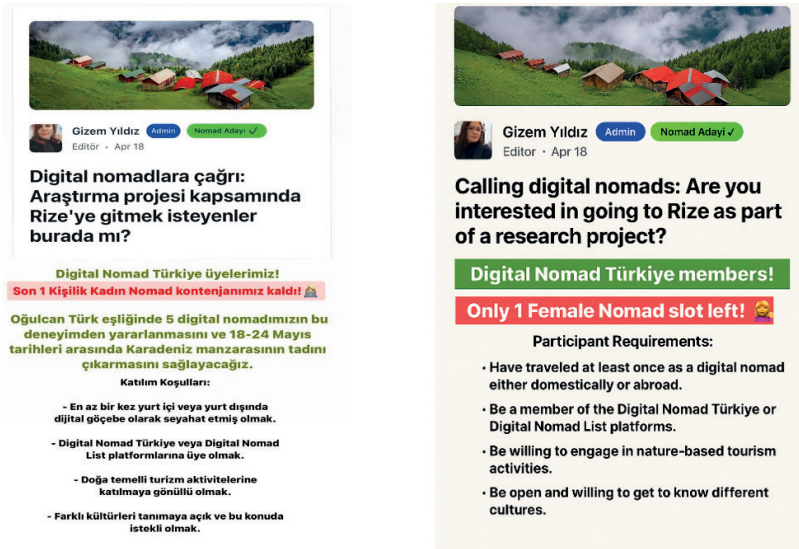 Gizem Yıldız Admin Nomad Adayı ✓
Editör · Apr 18
Digital nomadlara çağrı:
Araştırma projesi kapsamında
Rize'ye gitmek isteyenler
burada mı?
Digital Nomad Türkiye üyelerimiz!
Son 1 Kişilik Kadın Nomad kontenjanımız kaldı!
Oğulcan Türk eşliğinde 5 digital nomadımızın bu
deneyimden yararlanmasını ve 18-24 Mayıs
tarihleri arasında Karadeniz manzarasının tadını
çıkarmasını sağlayacağız.
Katılım Koşulları:
- En az bir kez yurt içi veya yurt dışında
dijital göçebe olarak seyahat etmiş olmak.
- Digital Nomad Türkiye veya Digital Nomad
List platformlarına üye olmak.
- Doğa temelli turizm aktivitelerine
katılmaya gönüllü olmak.
- Farklı kültürleri tanımaya açık ve bu konuda
istekli olmak.
Gizem Yıldız Admin Nomad Adayi ✓
Editor · Apr 18
Calling digital nomads: Are you
interested in going to Rize as part
of a research project?
Digital Nomad Türkiye members!
Only 1 Female Nomad slot left!
Participant Requirements:
· Have traveled at least once as a digital nomad
either domestically or abroad.
· Be a member of the Digital Nomad Türkiye or
Digital Nomad List platforms.
· Be willing to engage in nature-based tourism
activities.
· Be open and willing to get to know different
cultures.